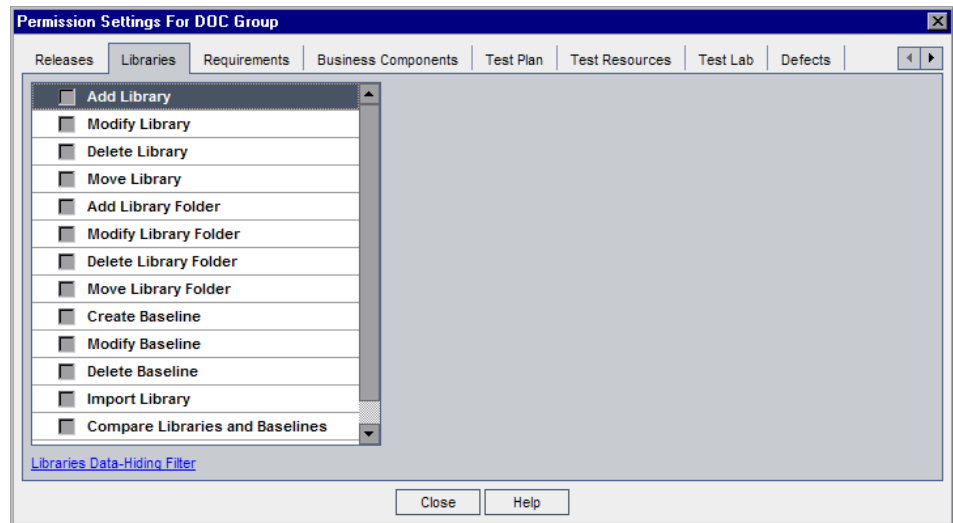 Permission Settings For DOC Group
Releases Libraries Requirements Business Components Test Plan Test Resources Test Lab Defects
Add Library
Modify Library
Delete Library
Move Library
Add Library Folder
Modify Library Folder
Delete Library Folder
Move Library Folder
Create Baseline
Modify Baseline
Delete Baseline
Import Library
Compare Libraries and Baselines
Libraries Data-Hiding Filter
Close Help